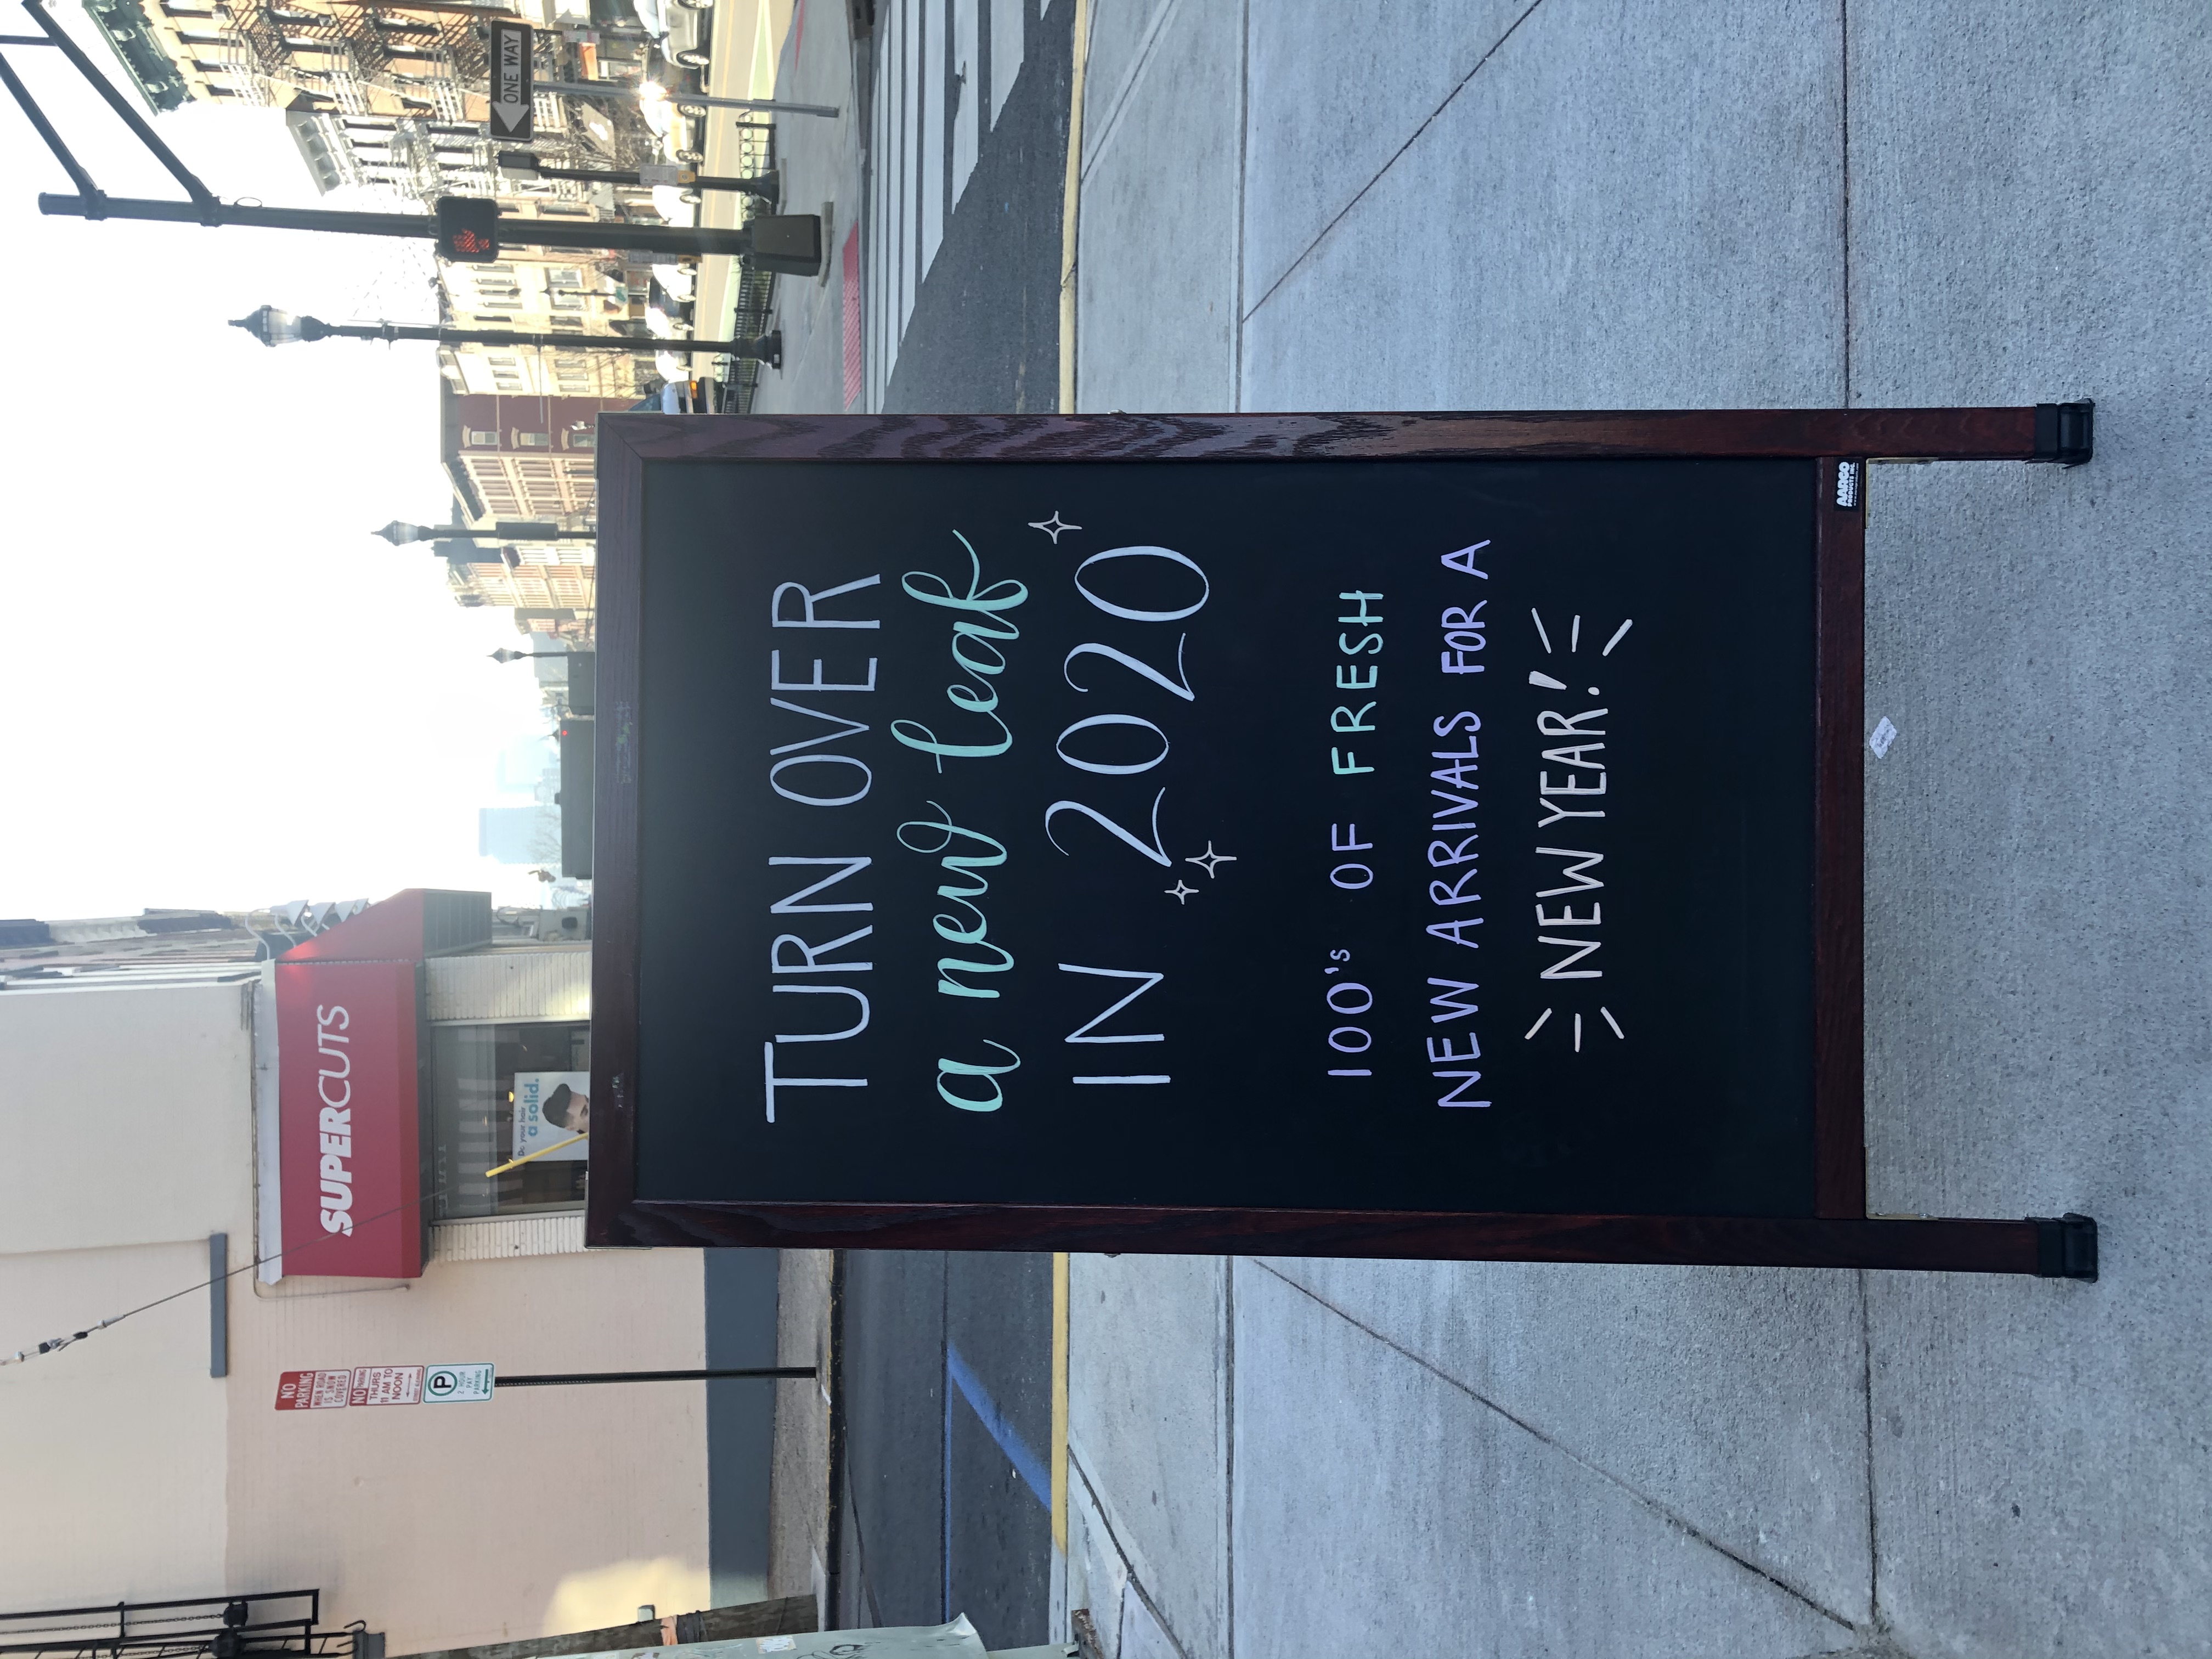 NO
PARKING
WHEN ROAD
IS SNOW
COVERED
NO PARKING
THURS
11 AM TO
NOON
P
2 HOUR
PAY
PARKING
SUPERCUTS
Do your hair
a solid.
ONE WAY
TURN OVER
a new leaf
IN 2020
100's OF FRESH
NEW ARRIVALS FOR A
NEW YEAR!
AARCO
PRODUCTS INC.